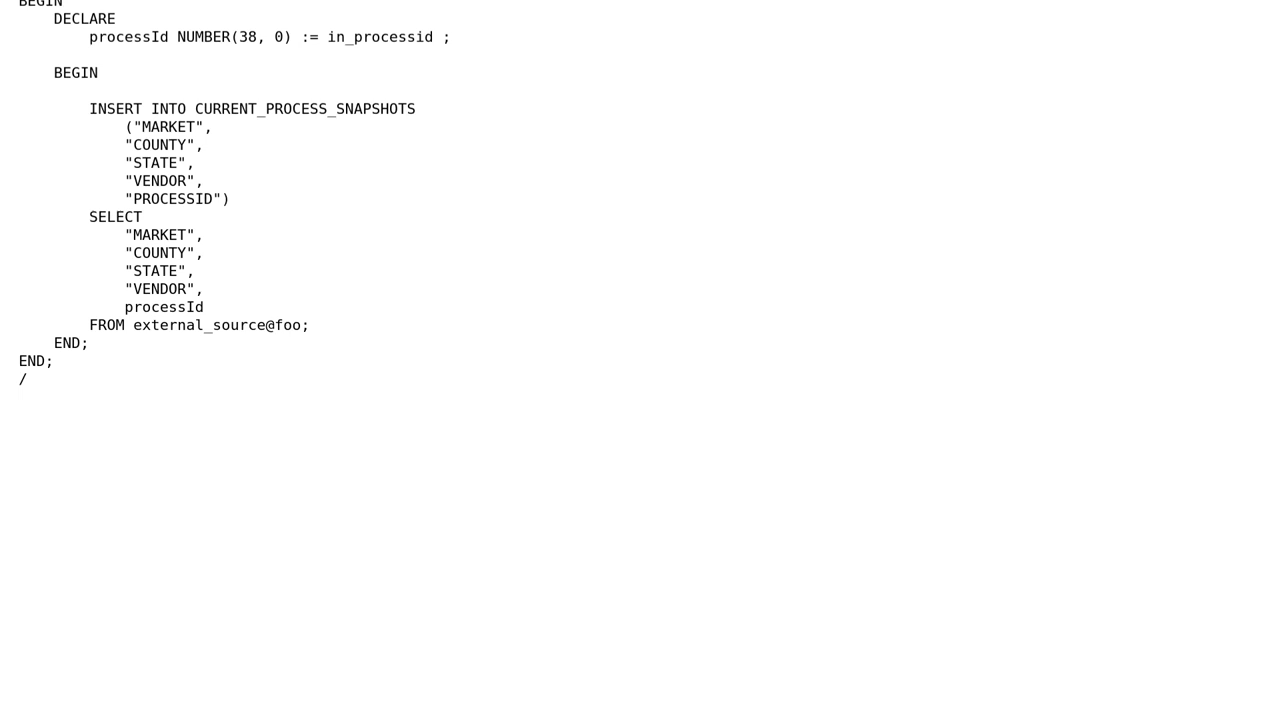 BEGIN
    DECLARE
        processId NUMBER(38, 0) := in_processid ;

    BEGIN

        INSERT INTO CURRENT_PROCESS_SNAPSHOTS
            ("MARKET",
            "COUNTY",
            "STATE",
            "VENDOR",
            "PROCESSID")
        SELECT
            "MARKET",
            "COUNTY",
            "STATE",
            "VENDOR",
            processId
        FROM external_source@foo;
    END;
END;
/